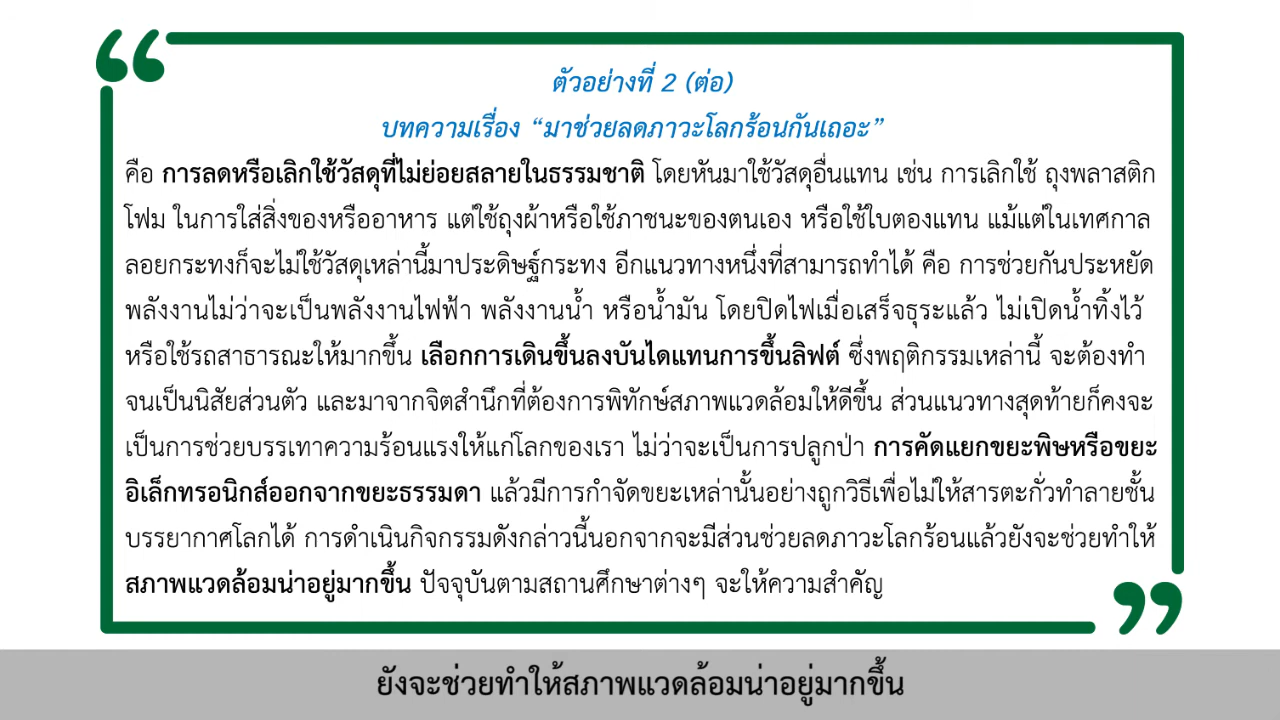 ตัวอย่างที่ 2 (ต่อ)
บทความเรื่อง “มาช่วยลดภาวะโลกร้อนกันเถอะ”
คือ การลดหรือเลิกใช้วัสดุที่ไม่ย่อยสลายในธรรมชาติ โดยหันมาใช้วัสดุอื่นแทน เช่น การเลิกใช้ ถุงพลาสติก
โฟม ในการใส่สิ่งของหรืออาหาร แต่ใช้ถุงผ้าหรือใช้ภาชนะของตนเอง หรือใช้ใบตองแทน แม้แต่ในเทศกาล
ลอยกระทงก็จะไม่ใช้วัสดุเหล่านี้มาประดิษฐ์กระทง อีกแนวทางหนึ่งที่สามารถทำได้ คือ การช่วยกันประหยัด
พลังงานไม่ว่าจะเป็นพลังงานไฟฟ้า พลังงานน้ำ หรือน้ำมัน โดยปิดไฟเมื่อเสร็จธุระแล้ว ไม่เปิดน้ำทิ้งไว้
หรือใช้รถสาธารณะให้มากขึ้น เลือกการเดินขึ้นลงบันไดแทนการขึ้นลิฟต์ ซึ่งพฤติกรรมเหล่านี้ จะต้องทำ
จนเป็นนิสัยส่วนตัว และมาจากจิตสำนึกที่ต้องการพิทักษ์สภาพแวดล้อมให้ดีขึ้น ส่วนแนวทางสุดท้ายก็คงจะ
เป็นการช่วยบรรเทาความร้อนแรงให้แก่โลกของเรา ไม่ว่าจะเป็นการปลูกป่า การคัดแยกขยะพิษหรือขยะ
อิเล็กทรอนิกส์ออกจากขยะธรรมดา แล้วมีการกำจัดขยะเหล่านั้นอย่างถูกวิธีเพื่อไม่ให้สารตะกั่วทำลายชั้น
บรรยากาศโลกได้ การดำเนินกิจกรรมดังกล่าวนี้นอกจากจะมีส่วนช่วยลดภาวะโลกร้อนแล้วยังจะช่วยทำให้
สภาพแวดล้อมน่าอยู่มากขึ้น ปัจจุบันตามสถานศึกษาต่างๆ จะให้ความสำคัญ
ยังจะช่วยทำให้สภาพแวดล้อมน่าอยู่มากขึ้น